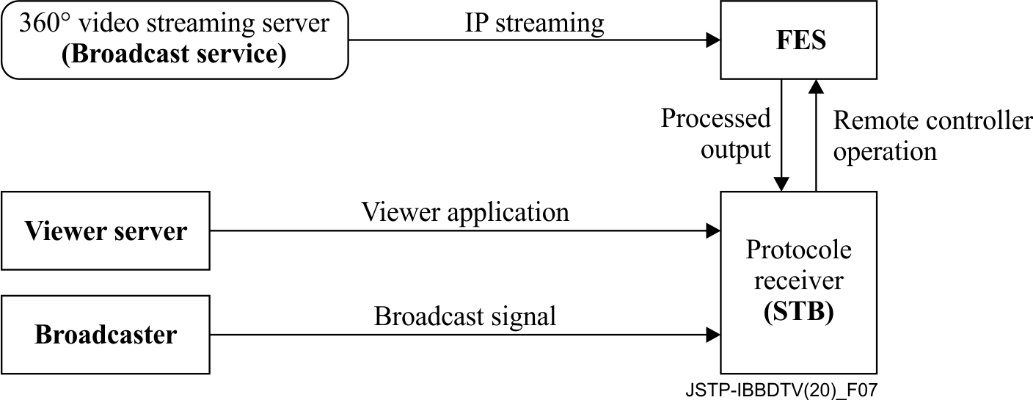 360° video streaming server
(Broadcast service)
IP streaming
FES
Processed
output
Remote controller
operation
Viewer server
Viewer application
Protocole
receiver
(STB)
Broadcaster
Broadcast signal
JSTP-IBBDTV(20)_F07